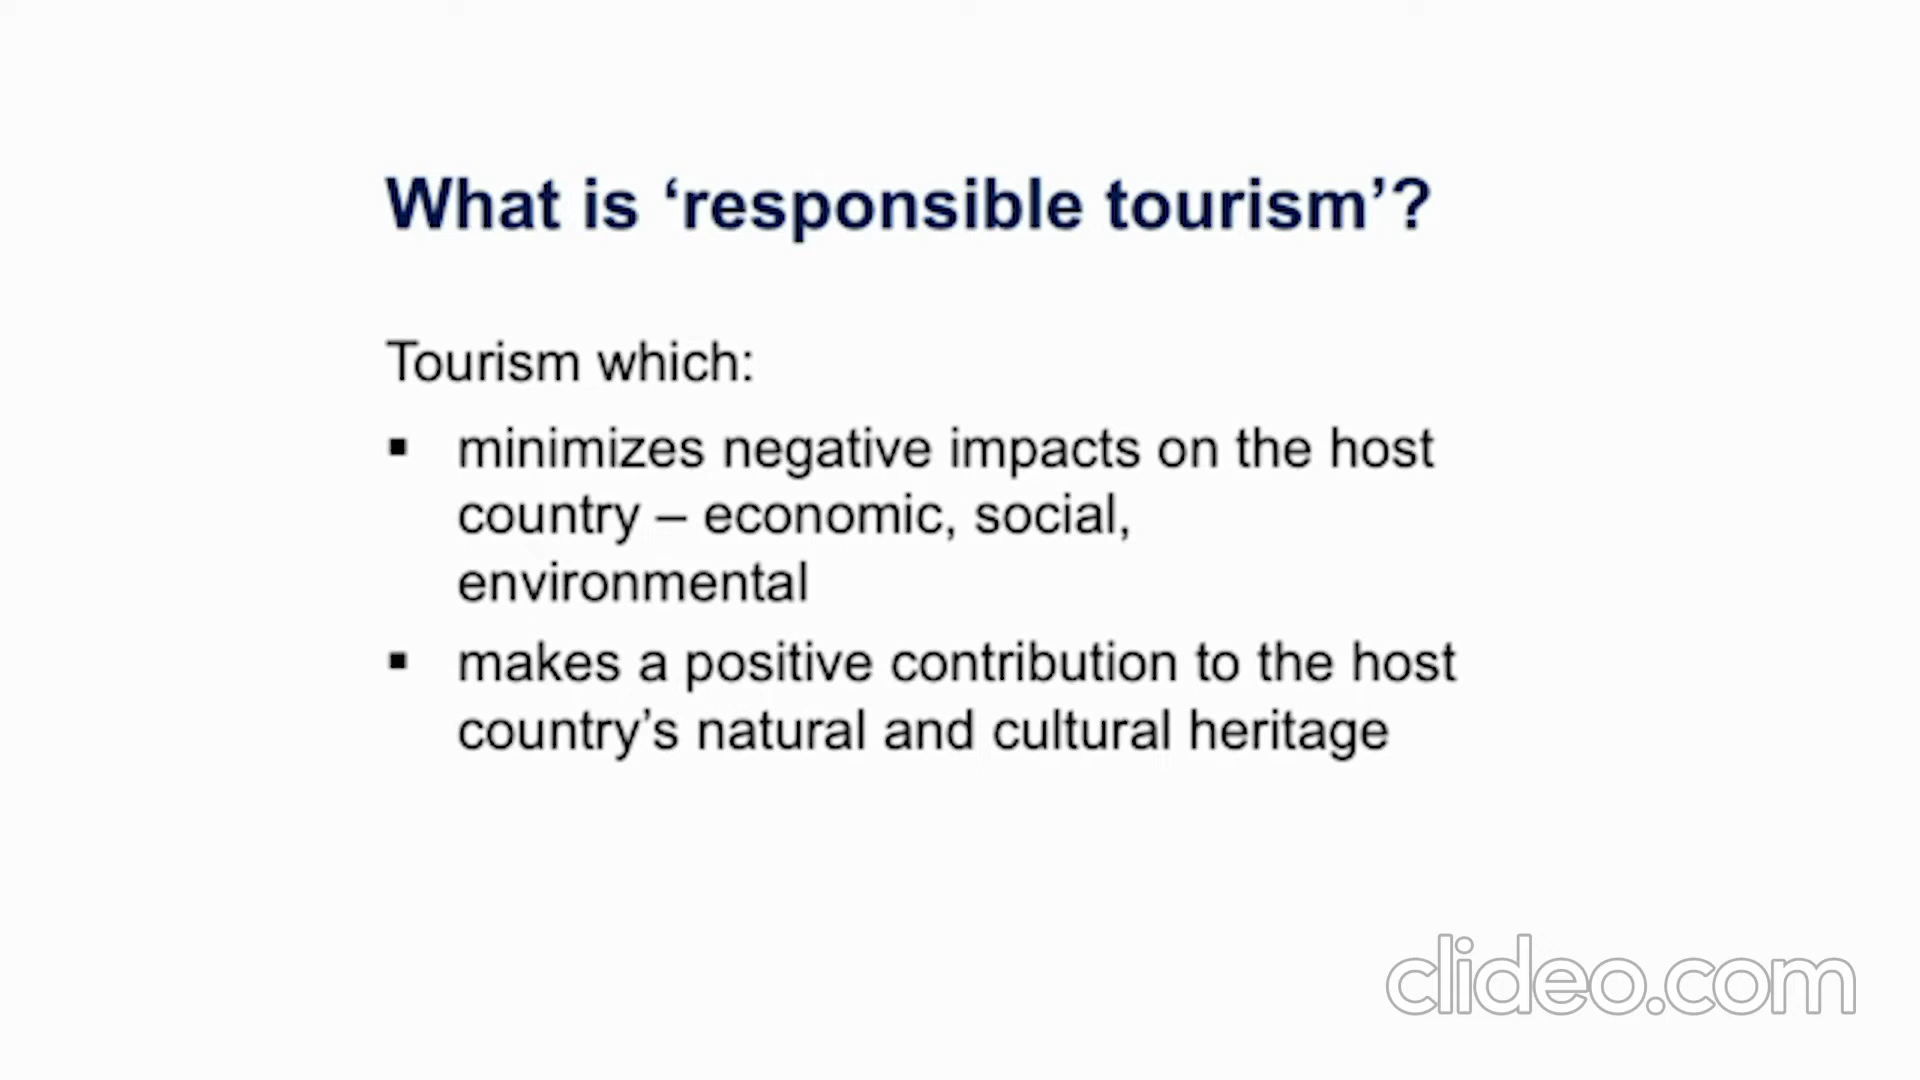 What is ‘responsible tourism’?
Tourism which:
▪ minimizes negative impacts on the host
country – economic, social,
environmental
▪ makes a positive contribution to the host
country’s natural and cultural heritage
clideo.com